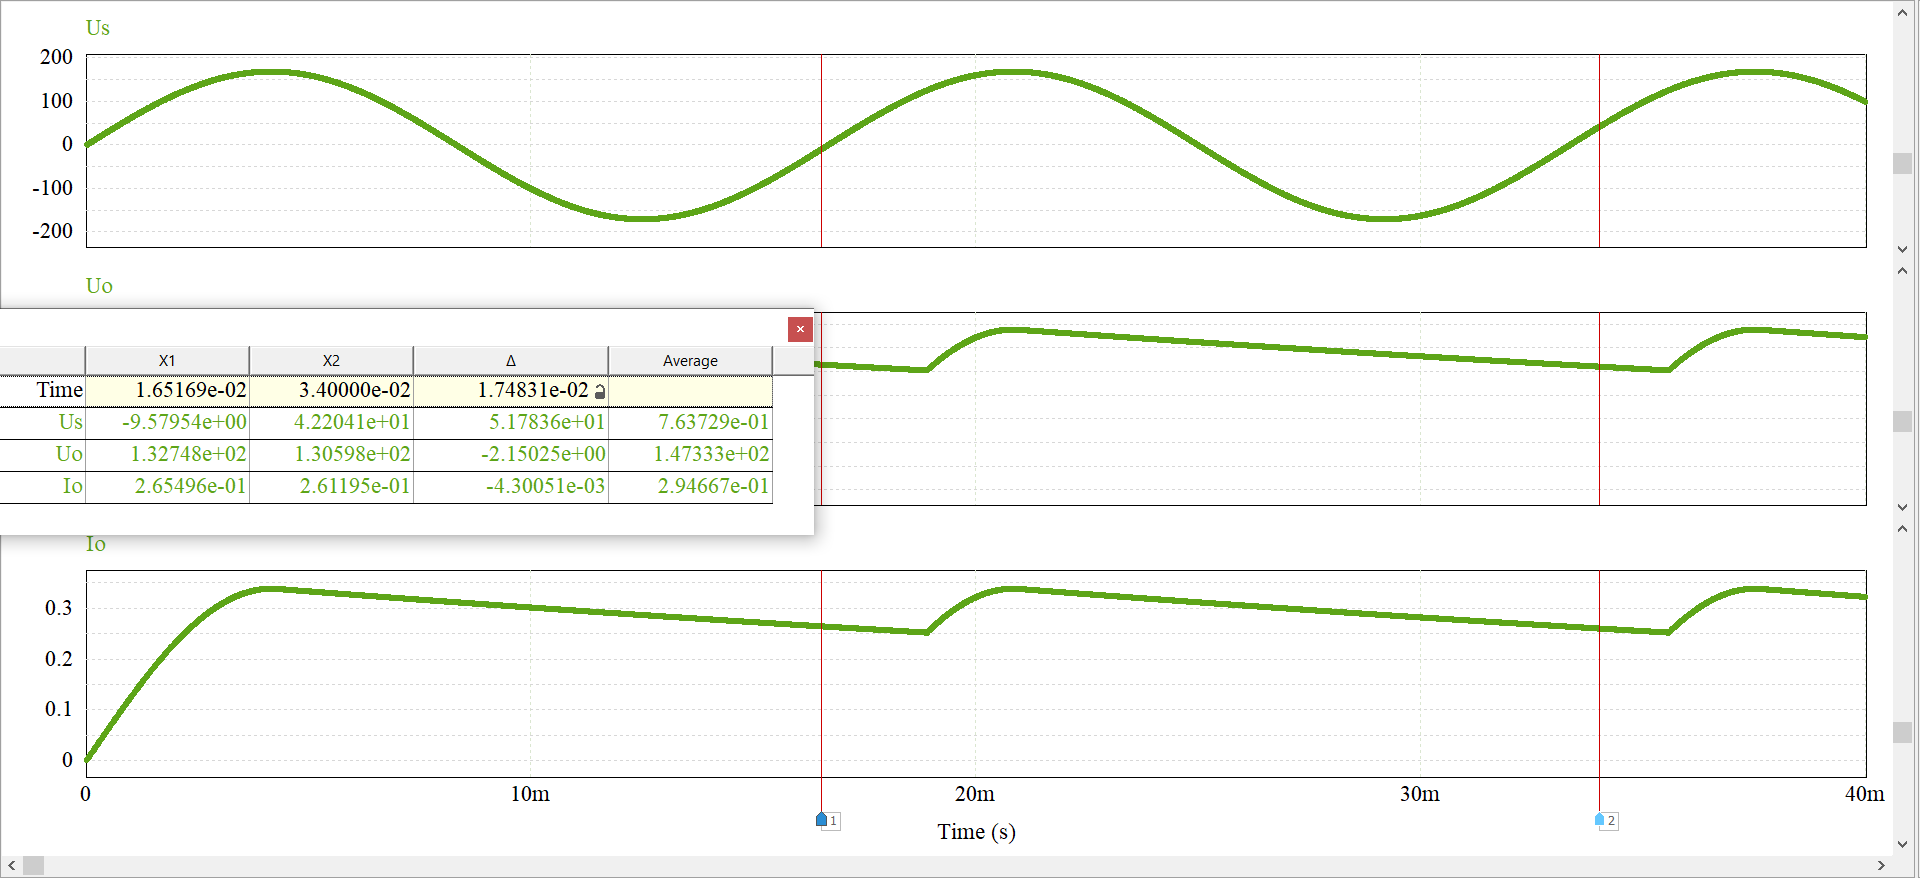 Us
200
100
0
-100
-200
Uo
X1 X2 Δ Average
Time 1.65169e-02 3.40000e-02 1.74831e-02
Us -9.57954e+00 4.22041e+01 5.17836e+01 7.63729e-01
Uo 1.32748e+02 1.30598e+02 -2.15025e+00 1.47333e+02
Io 2.65496e-01 2.61195e-01 -4.30051e-03 2.94667e-01
Io
0.3
0.2
0.1
0
0 10m 20m 30m 40m
1 2
Time (s)